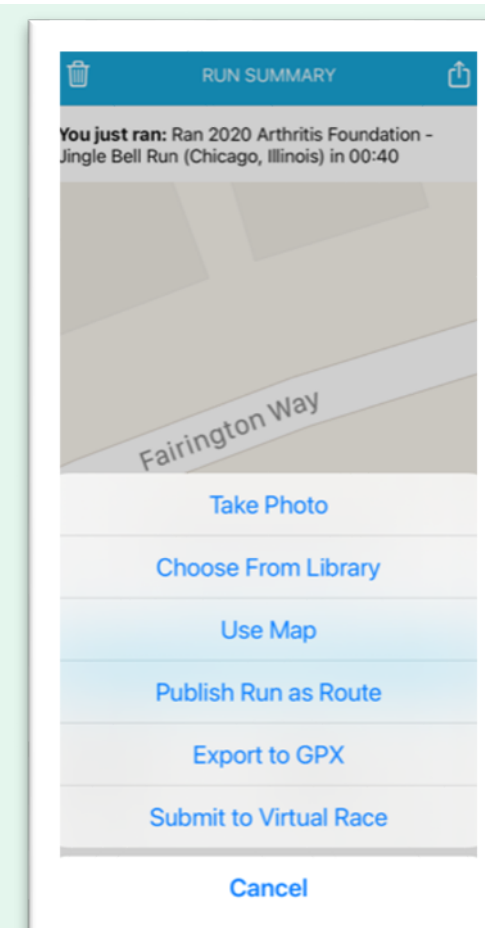 RUN SUMMARY
You just ran: Ran 2020 Arthritis Foundation -
Jingle Bell Run (Chicago, Illinois) in 00:40
Fairington Way
Take Photo
Choose From Library
Use Map
Publish Run as Route
Export to GPX
Submit to Virtual Race
Cancel